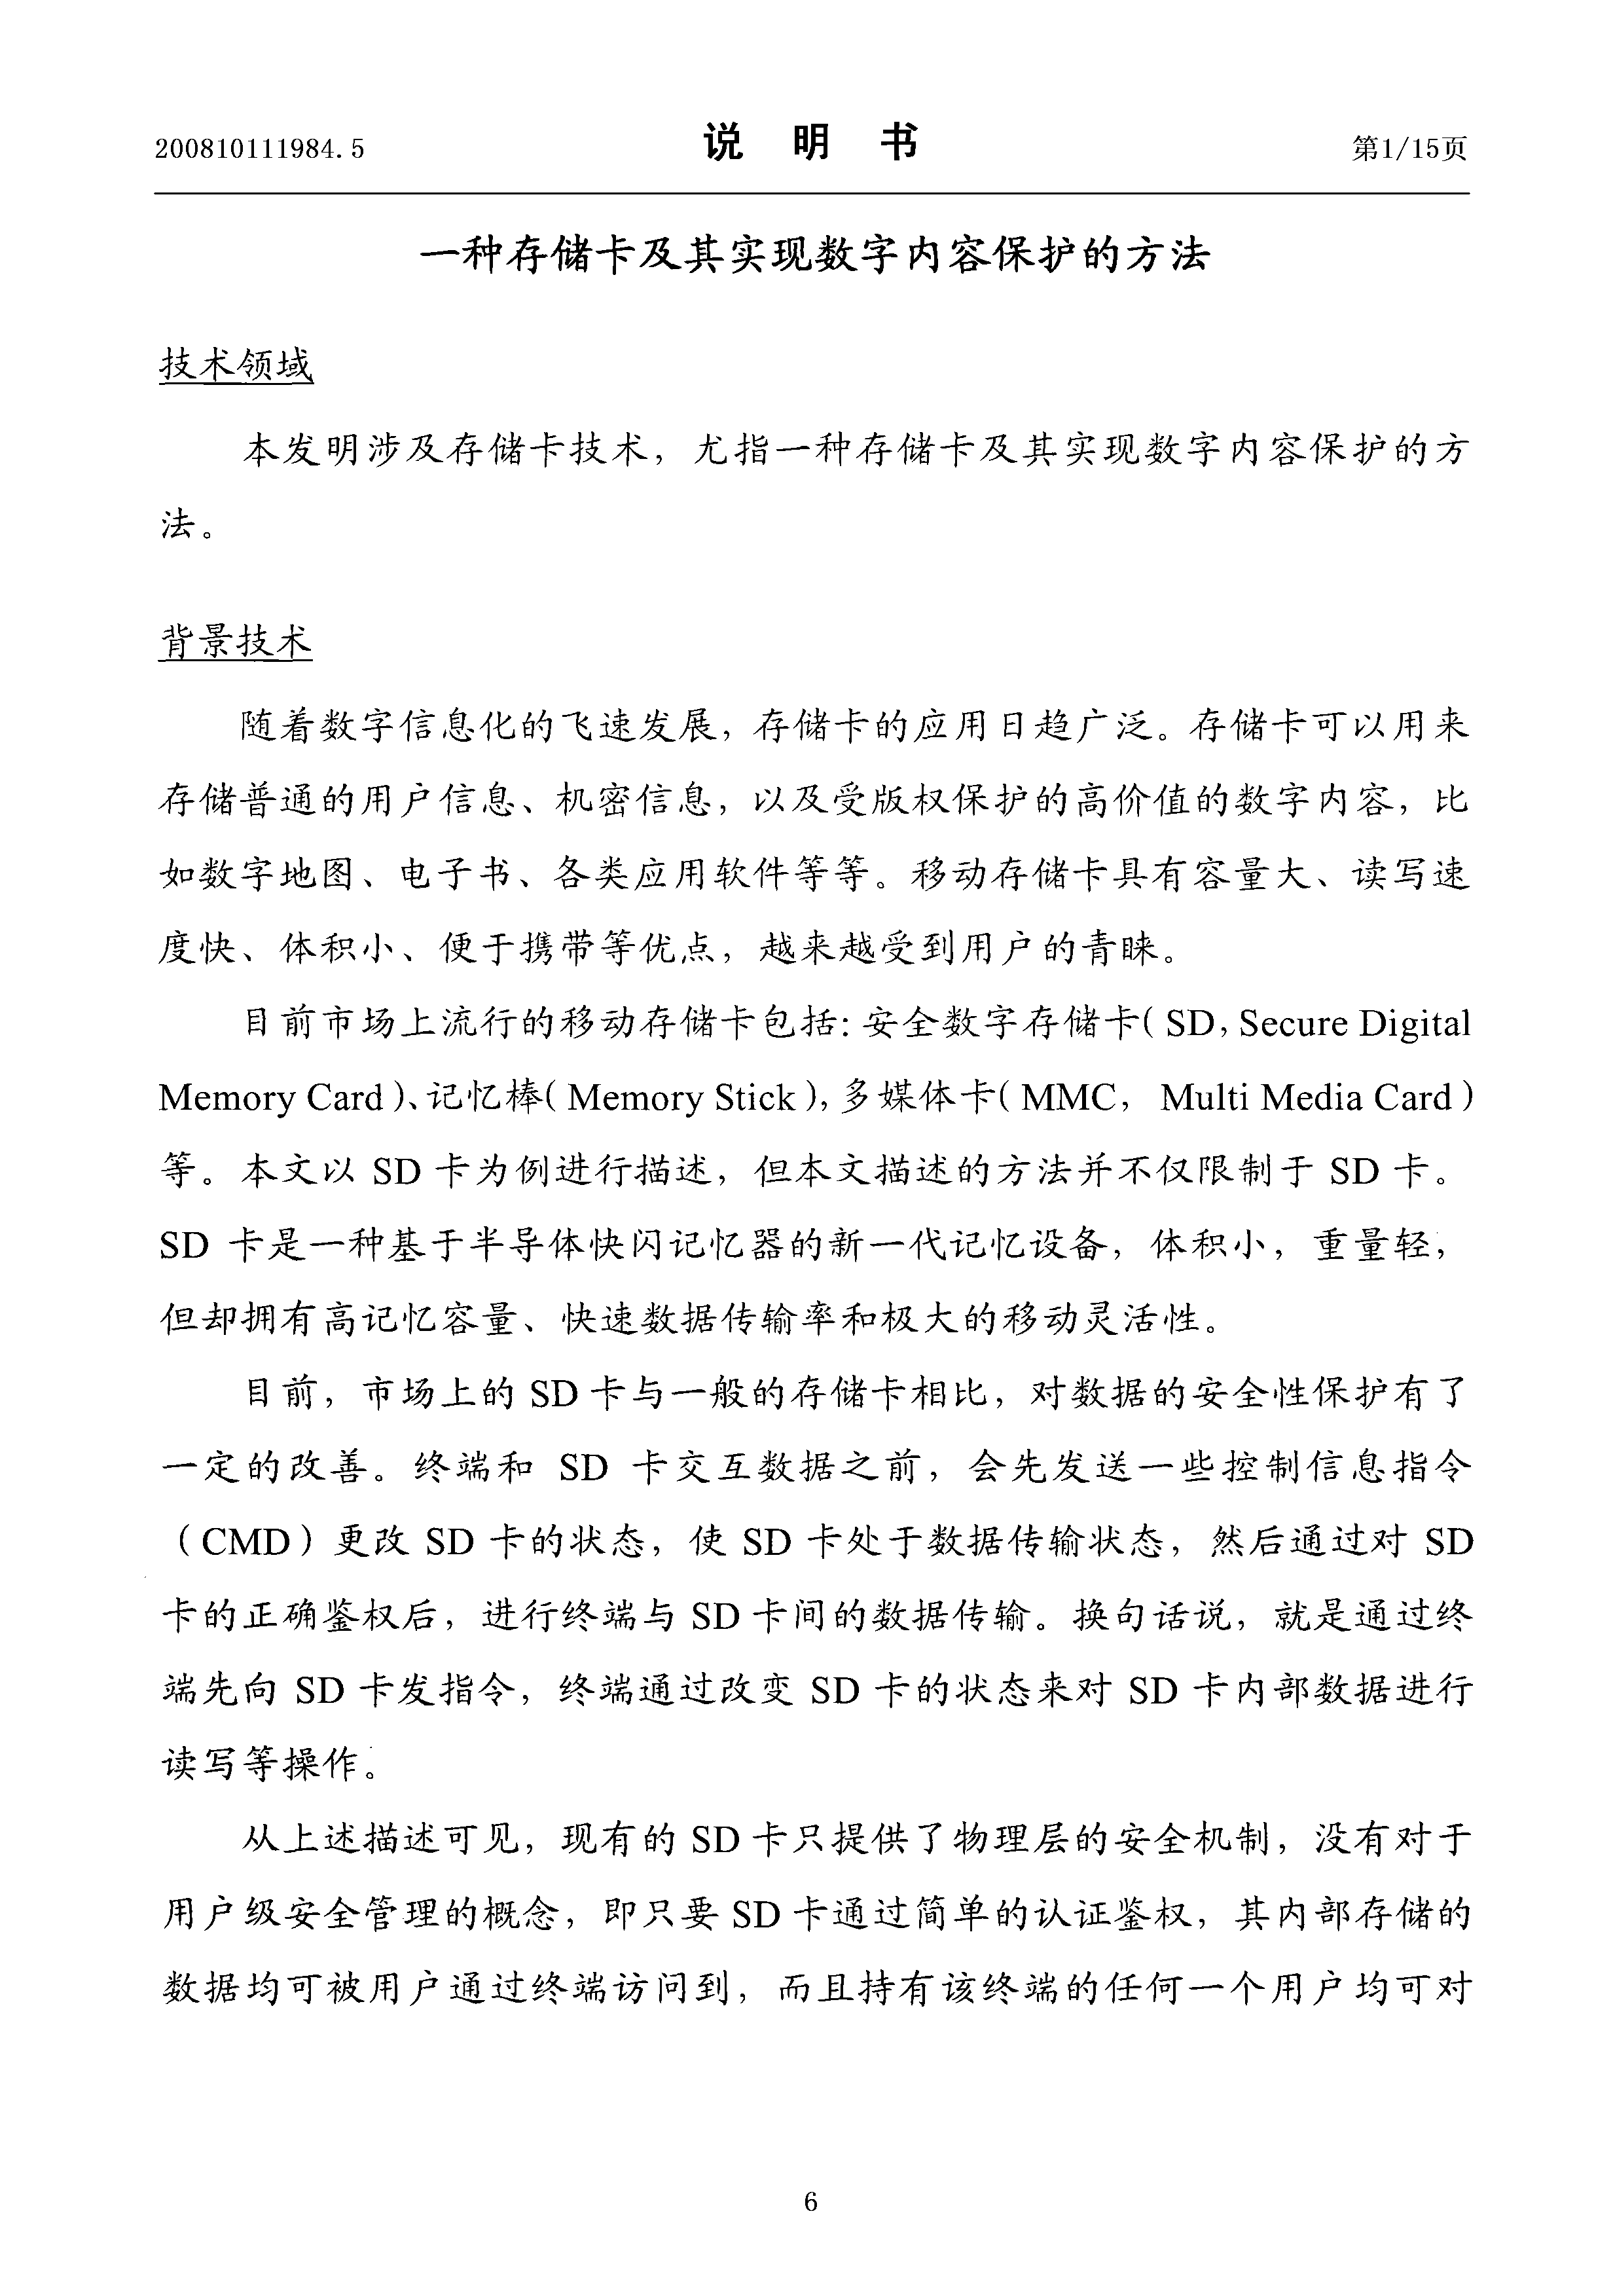 200810111984.5 说 明 书 第1/15页
一种存储卡及其实现数字内容保护的方法
技术领域
本发明涉及存储卡技术，尤指一种存储卡及其实现数字内容保护的方
法。
背景技术
随着数字信息化的飞速发展，存储卡的应用日趋广泛。存储卡可以用来
存储普通的用户信息、机密信息，以及受版权保护的高价值的数字内容，比
如数字地图、电子书、各类应用软件等等。移动存储卡具有容量大、读写速
度快、体积小、便于携带等优点，越来越受到用户的青睐。
目前市场上流行的移动存储卡包括：安全数字存储卡（SD，Secure Digital
Memory Card）、记忆棒（Memory Stick），多媒体卡（MMC， Multi Media Card）
等。本文以 SD 卡为例进行描述，但本文描述的方法并不仅限制于 SD 卡。
SD 卡是一种基于半导体快闪记忆器的新一代记忆设备，体积小，重量轻，
但却拥有高记忆容量、快速数据传输率和极大的移动灵活性。
目前，市场上的 SD 卡与一般的存储卡相比，对数据的安全性保护有了
一定的改善。终端和 SD 卡交互数据之前，会先发送一些控制信息指令
（CMD）更改 SD 卡的状态，使 SD 卡处于数据传输状态，然后通过对 SD
卡的正确鉴权后，进行终端与 SD 卡间的数据传输。换句话说，就是通过终
端先向 SD 卡发指令，终端通过改变 SD 卡的状态来对 SD 卡内部数据进行
读写等操作。
从上述描述可见，现有的 SD 卡只提供了物理层的安全机制，没有对于
用户级安全管理的概念，即只要 SD 卡通过简单的认证鉴权，其内部存储的
数据均可被用户通过终端访问到，而且持有该终端的任何一个用户均可对
6